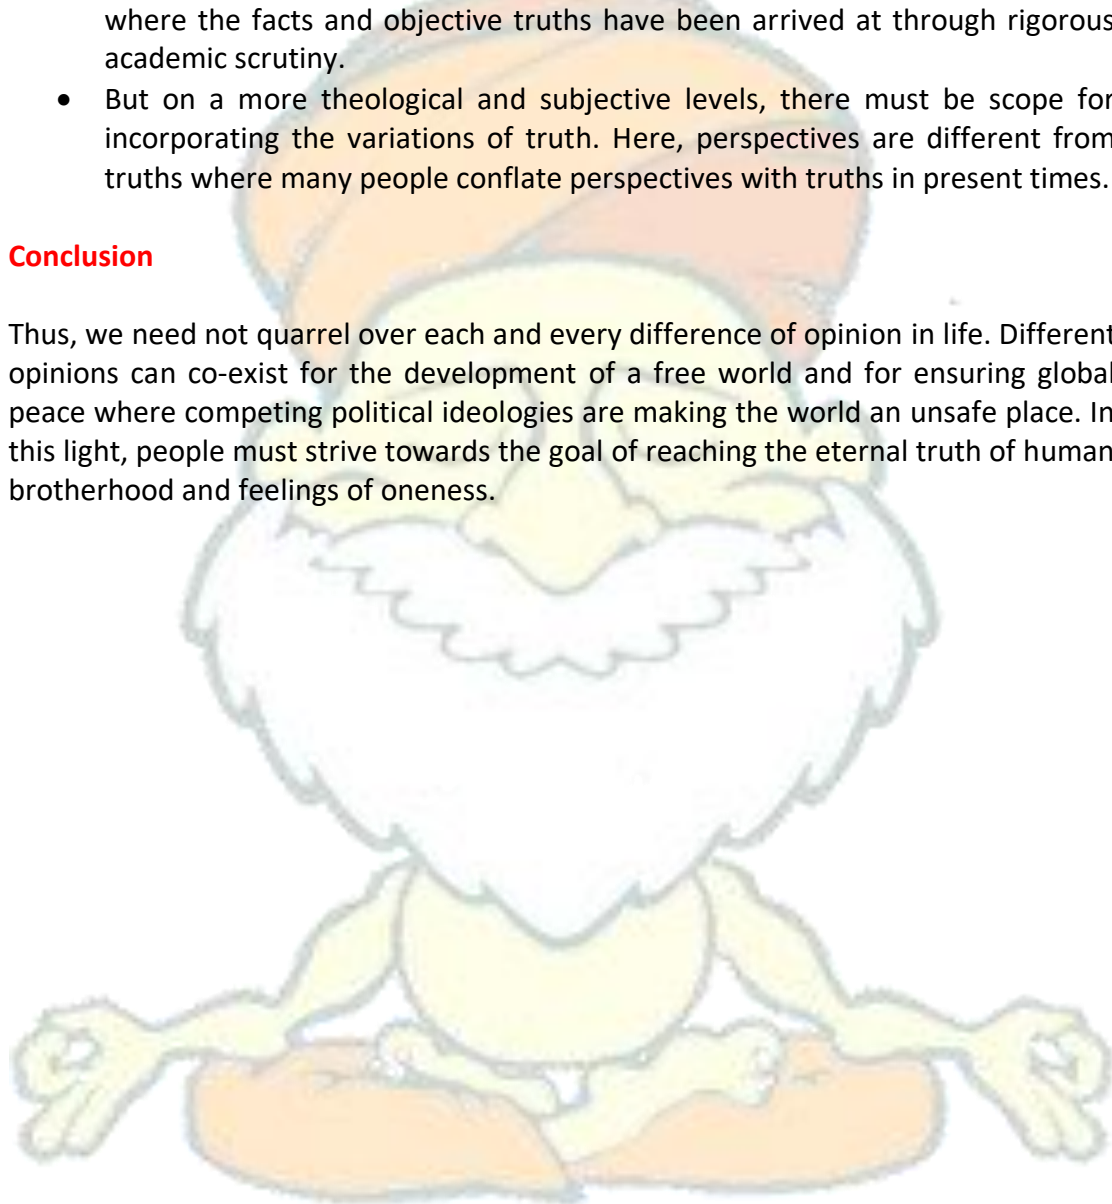 where the facts and objective truths have been arrived at through rigorous
academic scrutiny.
• But on a more theological and subjective levels, there must be scope for
incorporating the variations of truth. Here, perspectives are different from
truths where many people conflate perspectives with truths in present times.
Conclusion
Thus, we need not quarrel over each and every difference of opinion in life. Different
opinions can co-exist for the development of a free world and for ensuring global
peace where competing political ideologies are making the world an unsafe place. In
this light, people must strive towards the goal of reaching the eternal truth of human
brotherhood and feelings of oneness.